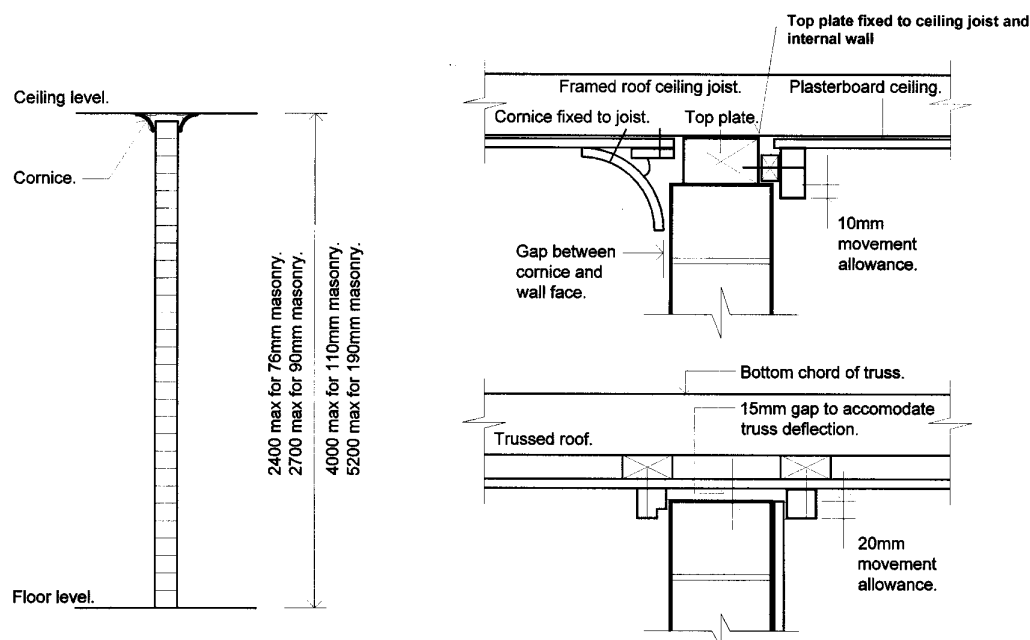 Top plate fixed to ceiling joist and
internal wall
Ceiling level.
Cornice.
2400 max for 76mm masonry.
2700 max for 90mm masonry.
4000 max for 110mm masonry.
5200 max for 190mm masonry.
Floor level.
Framed roof ceiling joist.
Plasterboard ceiling.
Cornice fixed to joist.
Top plate.
Gap between
cornice and
wall face.
10mm
movement
allowance.
Bottom chord of truss.
15mm gap to accomodate
truss deflection.
Trussed roof.
20mm
movement
allowance.